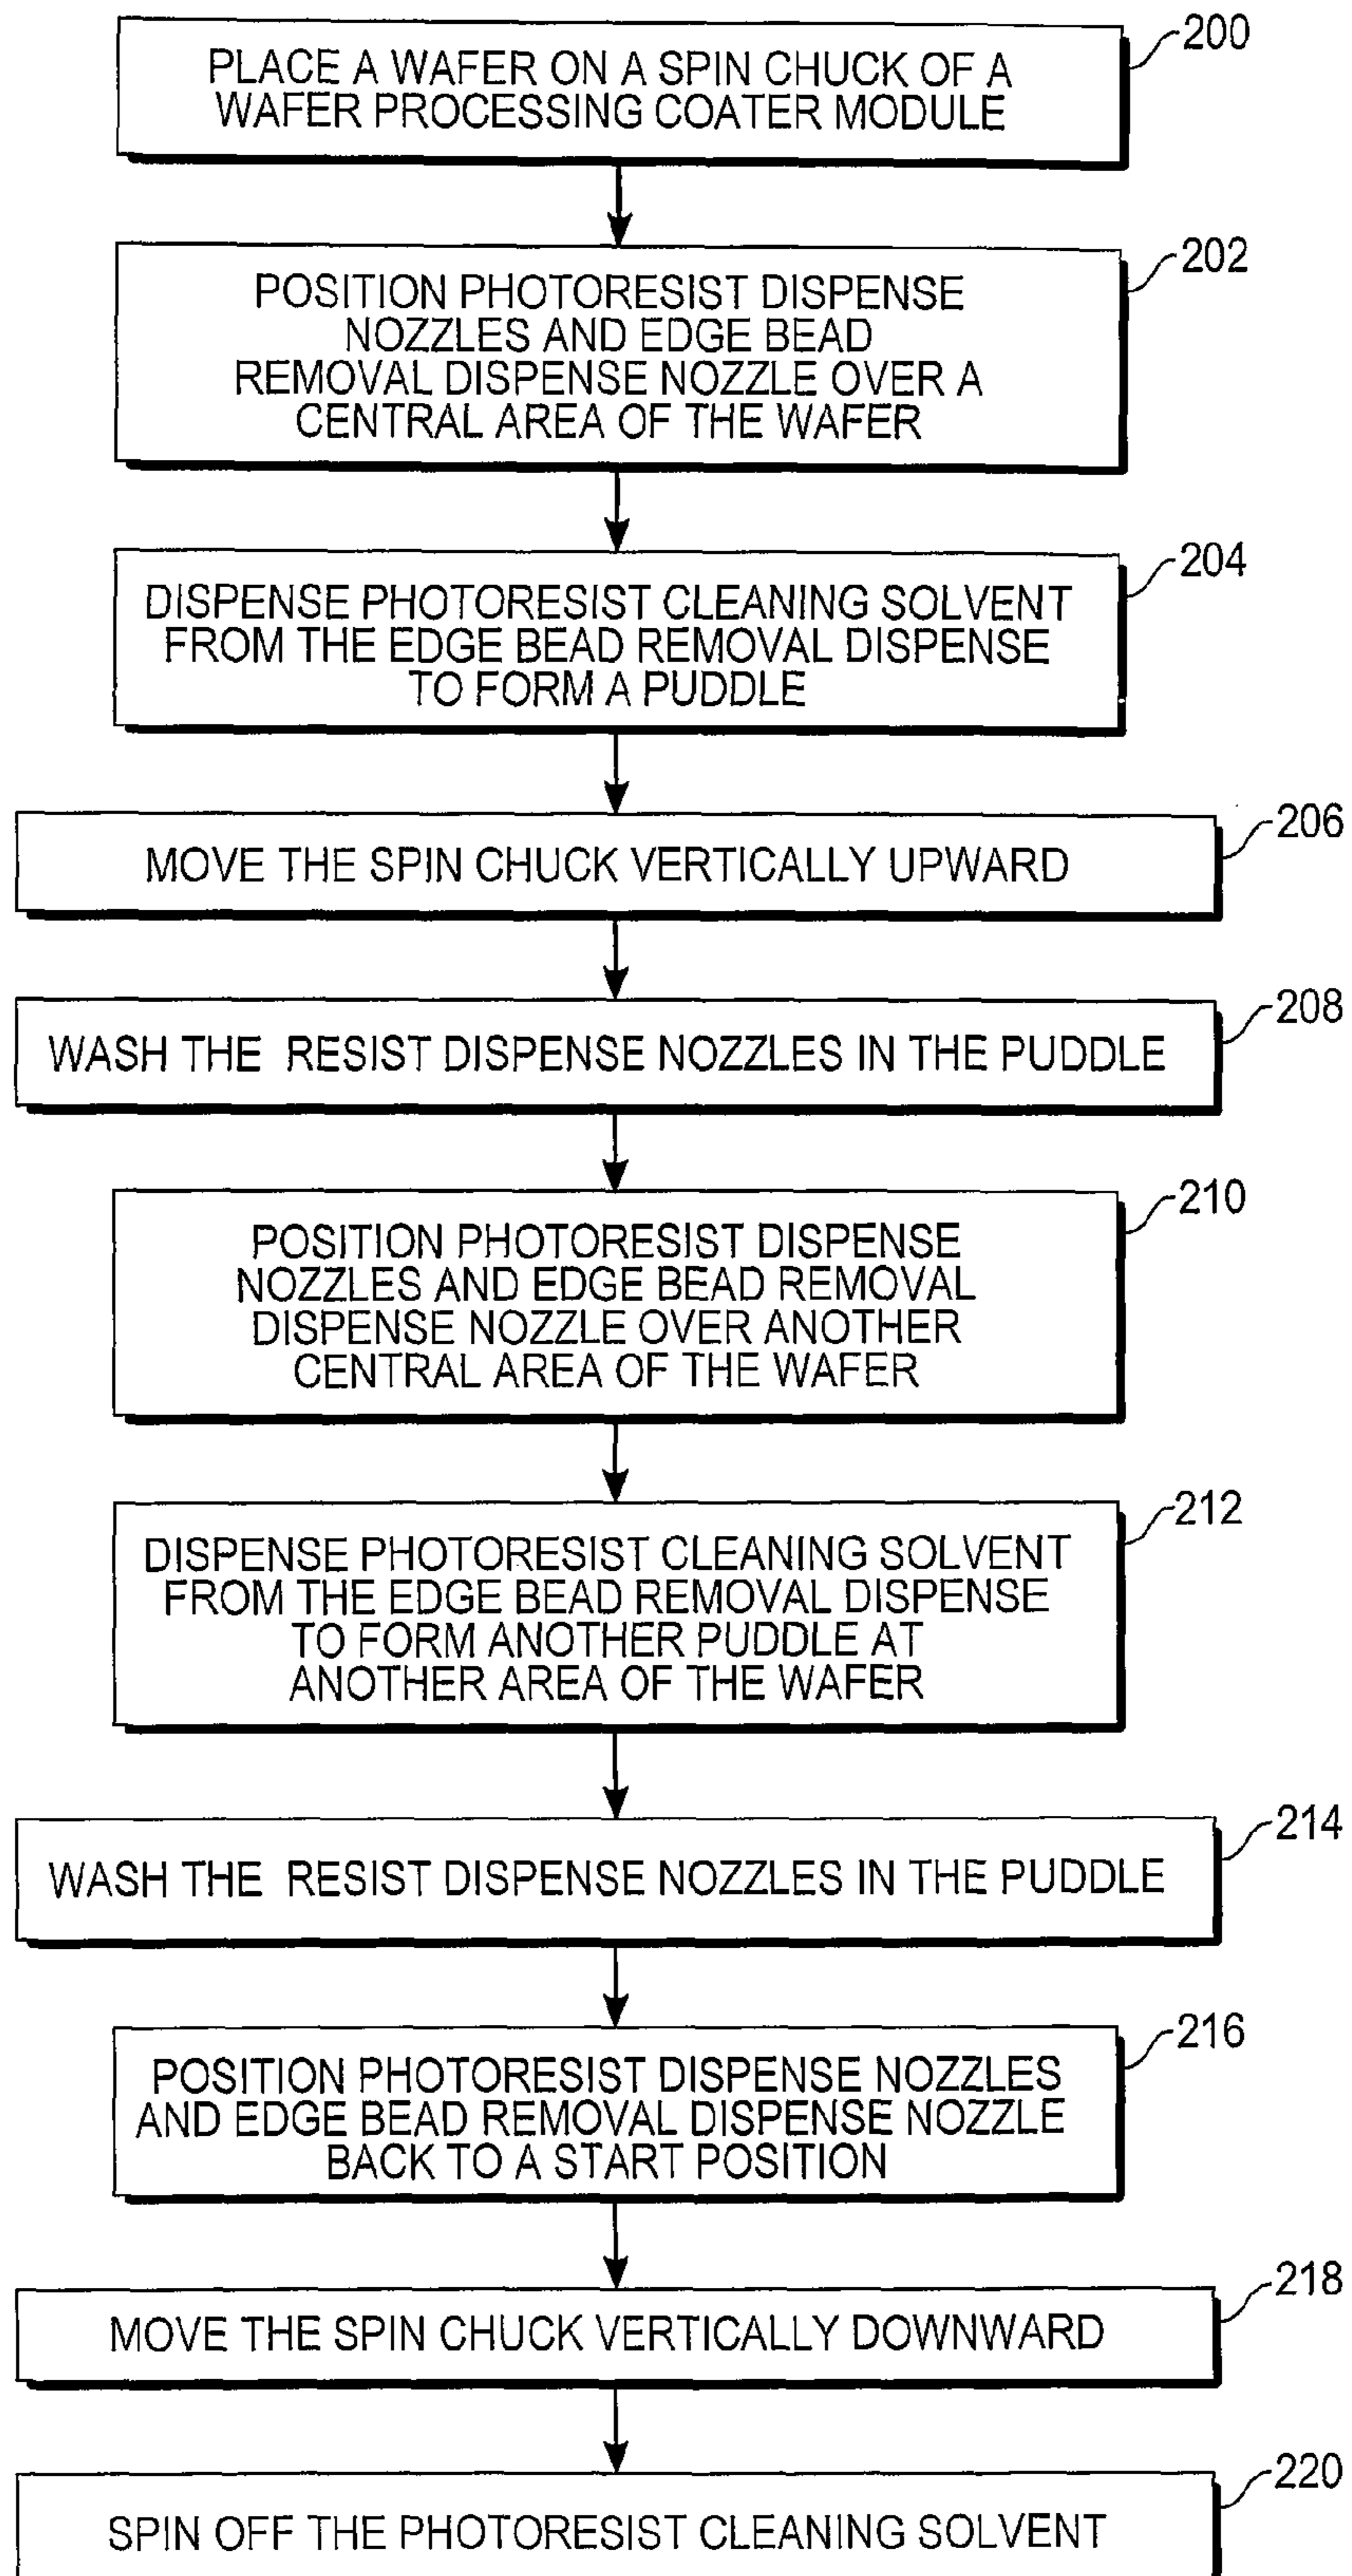 200
PLACE A WAFER ON A SPIN CHUCK OF A
WAFER PROCESSING COATER MODULE
202
POSITION PHOTORESIST DISPENSE
NOZZLES AND EDGE BEAD
REMOVAL DISPENSE NOZZLE OVER A
CENTRAL AREA OF THE WAFER
204
DISPENSE PHOTORESIST CLEANING SOLVENT
FROM THE EDGE BEAD REMOVAL DISPENSE
TO FORM A PUDDLE
206
MOVE THE SPIN CHUCK VERTICALLY UPWARD
208
WASH THE RESIST DISPENSE NOZZLES IN THE PUDDLE
210
POSITION PHOTORESIST DISPENSE
NOZZLES AND EDGE BEAD REMOVAL
DISPENSE NOZZLE OVER ANOTHER
CENTRAL AREA OF THE WAFER
212
DISPENSE PHOTORESIST CLEANING SOLVENT
FROM THE EDGE BEAD REMOVAL DISPENSE
TO FORM ANOTHER PUDDLE AT
ANOTHER AREA OF THE WAFER
214
WASH THE RESIST DISPENSE NOZZLES IN THE PUDDLE
216
POSITION PHOTORESIST DISPENSE NOZZLES
AND EDGE BEAD REMOVAL DISPENSE NOZZLE
BACK TO A START POSITION
218
MOVE THE SPIN CHUCK VERTICALLY DOWNWARD
220
SPIN OFF THE PHOTORESIST CLEANING SOLVENT